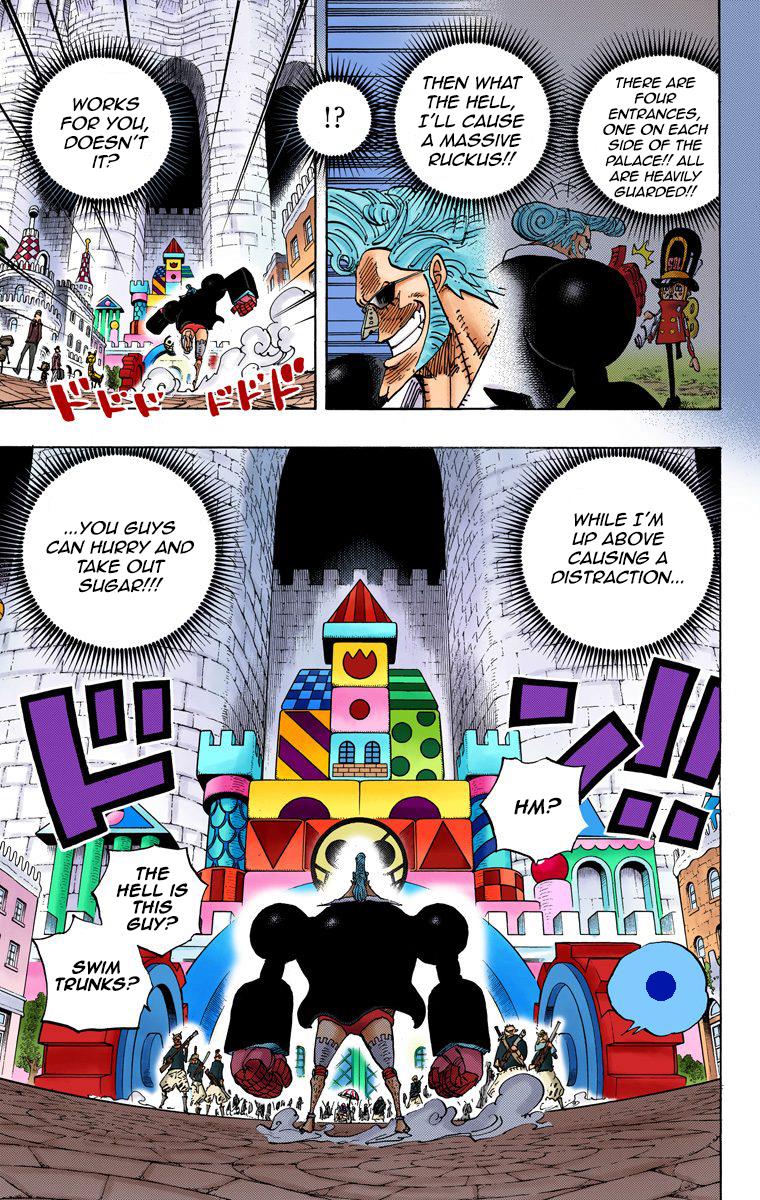 THERE ARE
FOUR
ENTRANCES,
ONE ON EACH
SIDE OF THE
PALACE!! ALL
ARE HEAVILY
GUARDED!!
THEN WHAT
THE HELL,
I'LL CAUSE
A MASSIVE
RUCKUS!!
!?
WORKS
FOR YOU,
DOESN'T
IT?
ドドド ドドド
WHILE I'M
UP ABOVE
CAUSING A
DISTRACTION...
...YOU GUYS
CAN HURRY AND
TAKE OUT
SUGAR!!!
ドン!!
HM?
THE
HELL IS
THIS
GUY?
SWIM
TRUNKS?